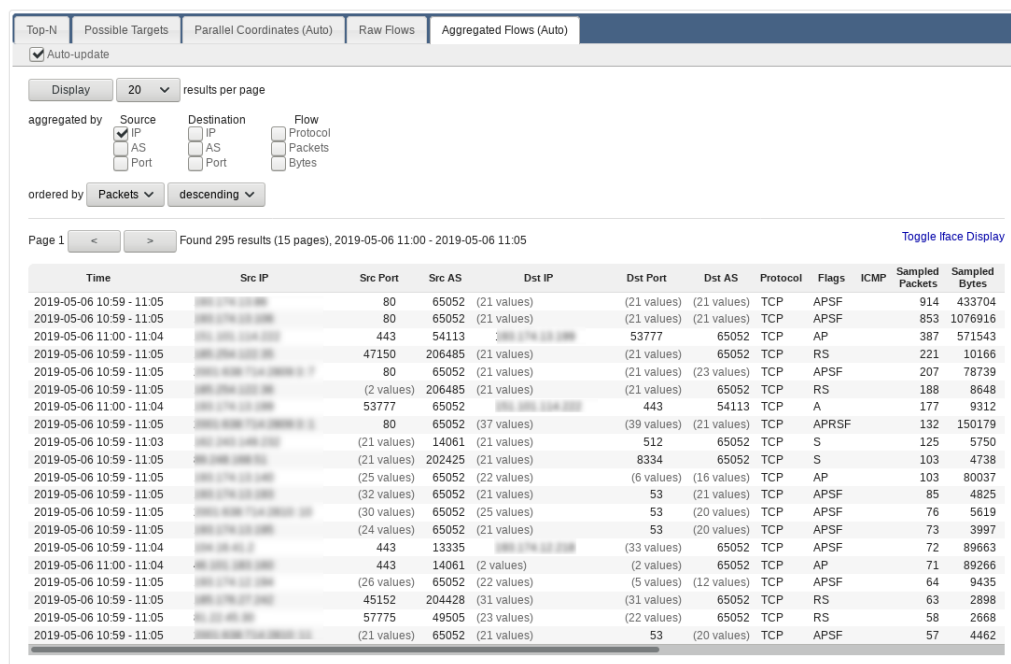 Top-N Possible Targets Parallel Coordinates (Auto) Raw Flows Aggregated Flows (Auto)
Auto-update
Display 20 results per page
aggregated by Source Destination Flow
IP IP Protocol
AS AS Packets
Port Port Bytes
ordered by Packets descending
Page 1 < > Found 295 results (15 pages), 2019-05-06 11:00 - 2019-05-06 11:05 Toggle Iface Display
Time Src IP Src Port Src AS Dst IP Dst Port Dst AS Protocol Flags ICMP Sampled Packets Sampled Bytes
2019-05-06 10:59 - 11:05 80 65052 (21 values) (21 values) (21 values) TCP APSF 914 433704
2019-05-06 10:59 - 11:05 80 65052 (21 values) (21 values) (21 values) TCP APSF 853 1076916
2019-05-06 11:00 - 11:04 443 54113 53777 65052 TCP AP 387 571543
2019-05-06 10:59 - 11:05 47150 206485 (21 values) (21 values) 65052 TCP RS 221 10166
2019-05-06 10:59 - 11:05 80 65052 (21 values) (21 values) (23 values) TCP APSF 207 78739
2019-05-06 10:59 - 11:05 (2 values) 206485 (21 values) (21 values) 65052 TCP RS 188 8648
2019-05-06 11:00 - 11:04 53777 65052 443 54113 TCP A 177 9312
2019-05-06 10:59 - 11:05 80 65052 (37 values) (39 values) (21 values) TCP APRSF 132 150179
2019-05-06 10:59 - 11:03 (21 values) 14061 (21 values) 512 65052 TCP S 125 5750
2019-05-06 10:59 - 11:05 (21 values) 202425 (21 values) 8334 65052 TCP S 103 4738
2019-05-06 10:59 - 11:05 (25 values) 65052 (22 values) (6 values) (16 values) TCP AP 103 80037
2019-05-06 10:59 - 11:05 (32 values) 65052 (21 values) 53 (21 values) TCP APSF 85 4825
2019-05-06 10:59 - 11:05 (30 values) 65052 (25 values) 53 (20 values) TCP APSF 76 5619
2019-05-06 10:59 - 11:05 (24 values) 65052 (21 values) 53 (20 values) TCP APSF 73 3997
2019-05-06 10:59 - 11:04 443 13335 (33 values) 65052 TCP APSF 72 89663
2019-05-06 11:00 - 11:04 443 14061 (2 values) (2 values) 65052 TCP AP 71 89266
2019-05-06 10:59 - 11:05 (26 values) 65052 (22 values) (5 values) (12 values) TCP APSF 64 9435
2019-05-06 10:59 - 11:05 45152 204428 (31 values) (31 values) 65052 TCP RS 63 2898
2019-05-06 10:59 - 11:05 57775 49505 (23 values) (22 values) 65052 TCP RS 58 2668
2019-05-06 10:59 - 11:05 (21 values) 65052 (21 values) 53 (20 values) TCP APSF 57 4462